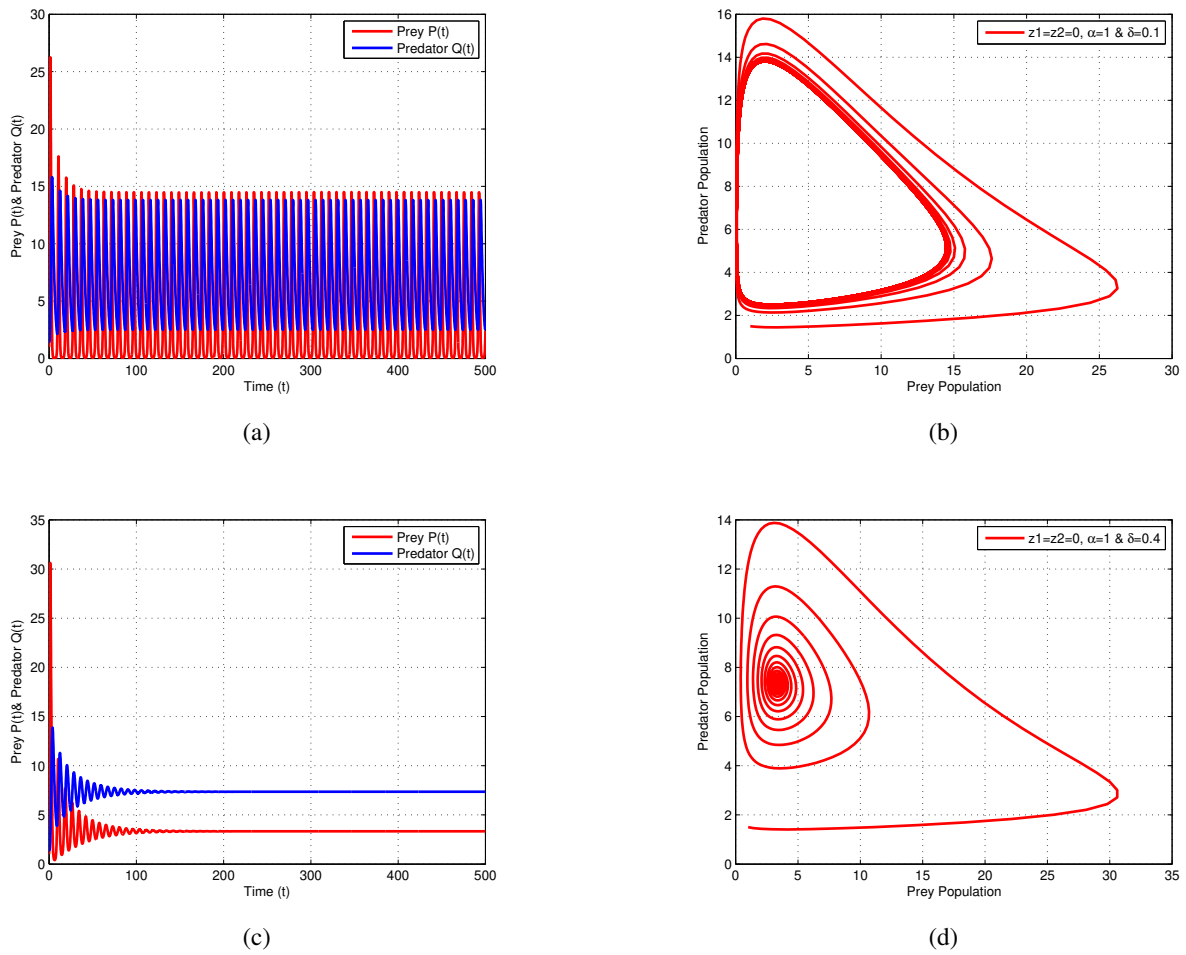 30
25
20
15
10
5
0
0 100 200 300 400 500
Prey P(t)& Predator Q(t)
Time (t)
Prey P(t)
Predator Q(t)
(a)
16
14
12
10
8
6
4
2
0
0 5 10 15 20 25 30
Predator Population
Prey Population
z1=z2=0, α=1 & δ=0.1
(b)
35
30
25
20
15
10
5
0
0 100 200 300 400 500
Prey P(t)& Predator Q(t)
Time (t)
Prey P(t)
Predator Q(t)
(c)
14
12
10
8
6
4
2
0
0 5 10 15 20 25 30 35
Predator Population
Prey Population
z1=z2=0, α=1 & δ=0.4
(d)